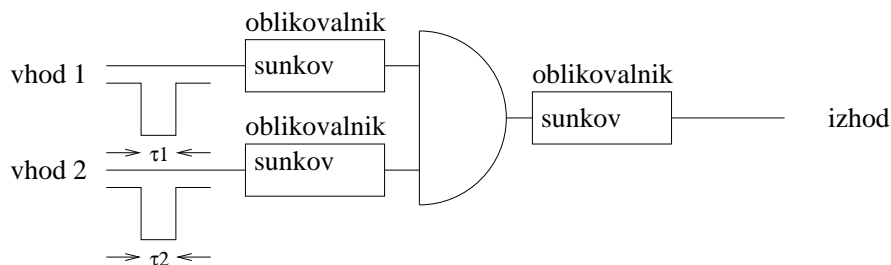 oblikovalnik
vhod 1
sunkov
τ1
oblikovalnik
vhod 2
sunkov
τ2
oblikovalnik
sunkov
izhod